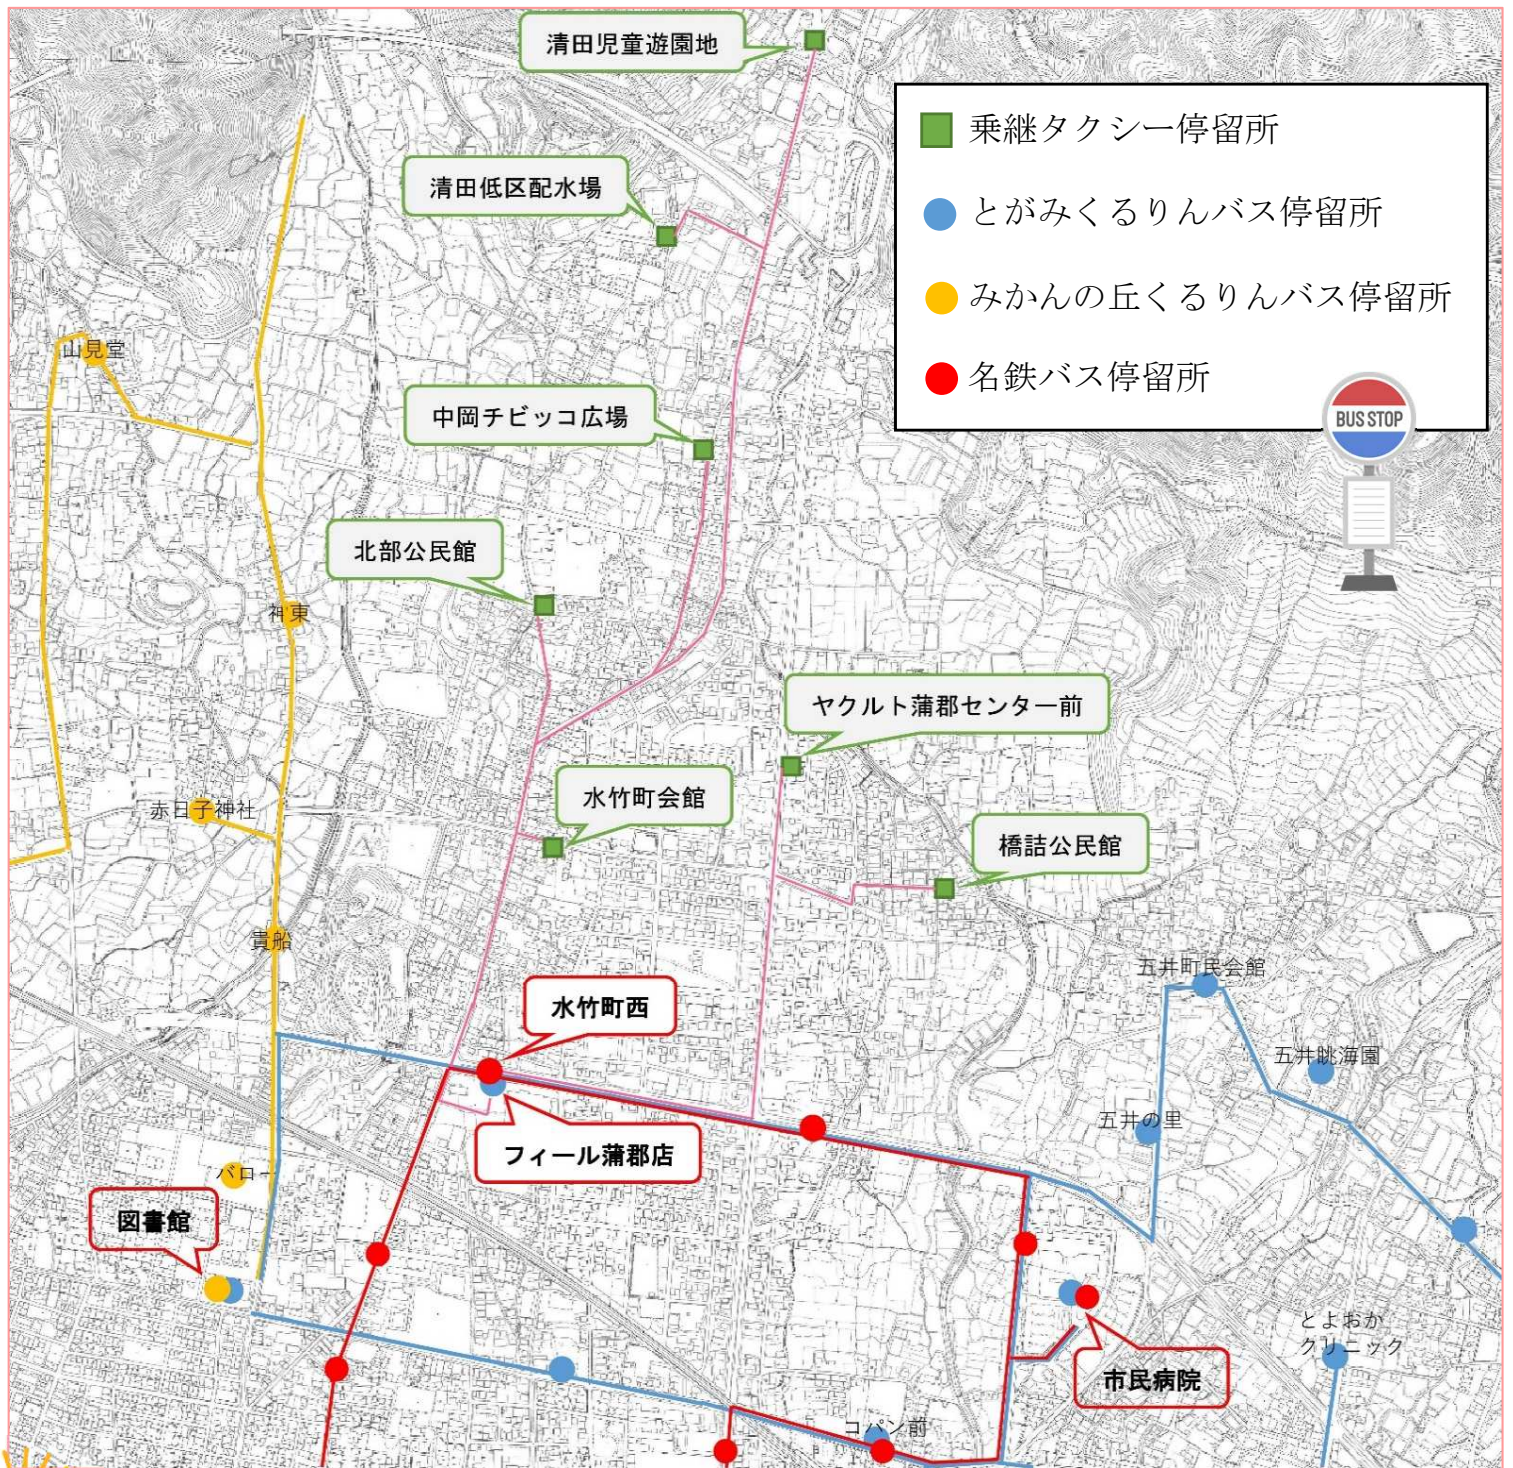 清田児童遊園地
乗継タクシー停留所
清田低区配水場
とがみくるりんバス停留所
みかんの丘くるりんバス停留所
山見堂
名鉄バス停留所
中岡チビッコ広場
BUS STOP
北部公民館
神東
ヤクルト蒲郡センター前
水竹町会館
赤日子神社
橋詰公民館
貴船
五井町民会館
水竹町西
五井眺海園
五井の里
フィール蒲郡店
バロー
図書館
とよおか
クリニック
市民病院
コパン前